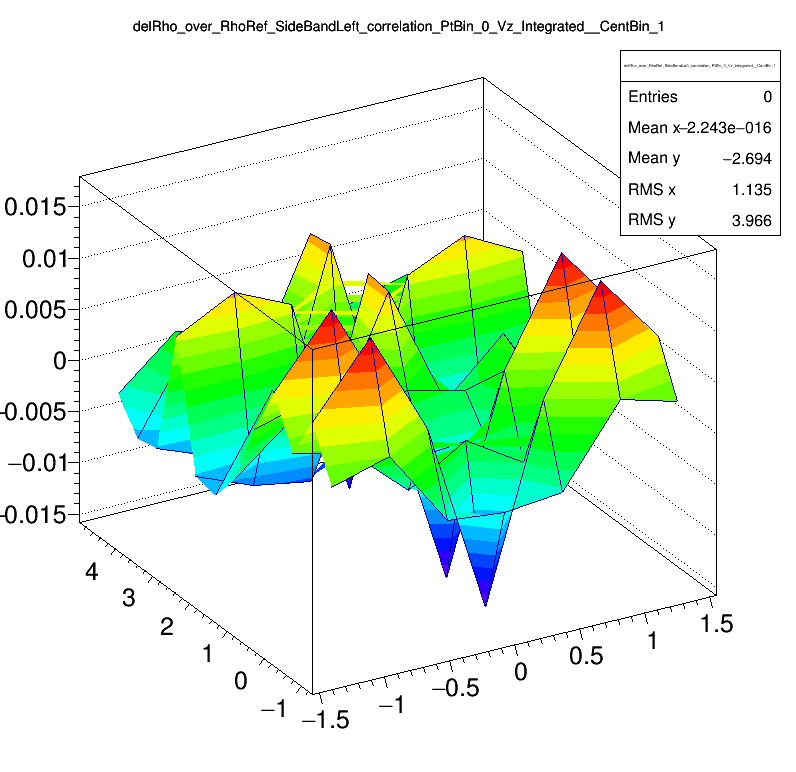 delRho_over_RhoRef_SideBandLeft_correlation_PtBin_0_Vz_Integrated__CentBin_1
delRho_over_RhoRef_SideBandLeft_correlation_PtBin_0_Vz_Integrated__CentBin_1
Entries 0
Mean x −2.243e−016
Mean y −2.694
RMS x 1.135
RMS y 3.966
0.015
0.01
0.005
0
−0.005
−0.01
−0.015
4
3
2
1
0
−1
−1.5
−1
−0.5
0
0.5
1
1.5